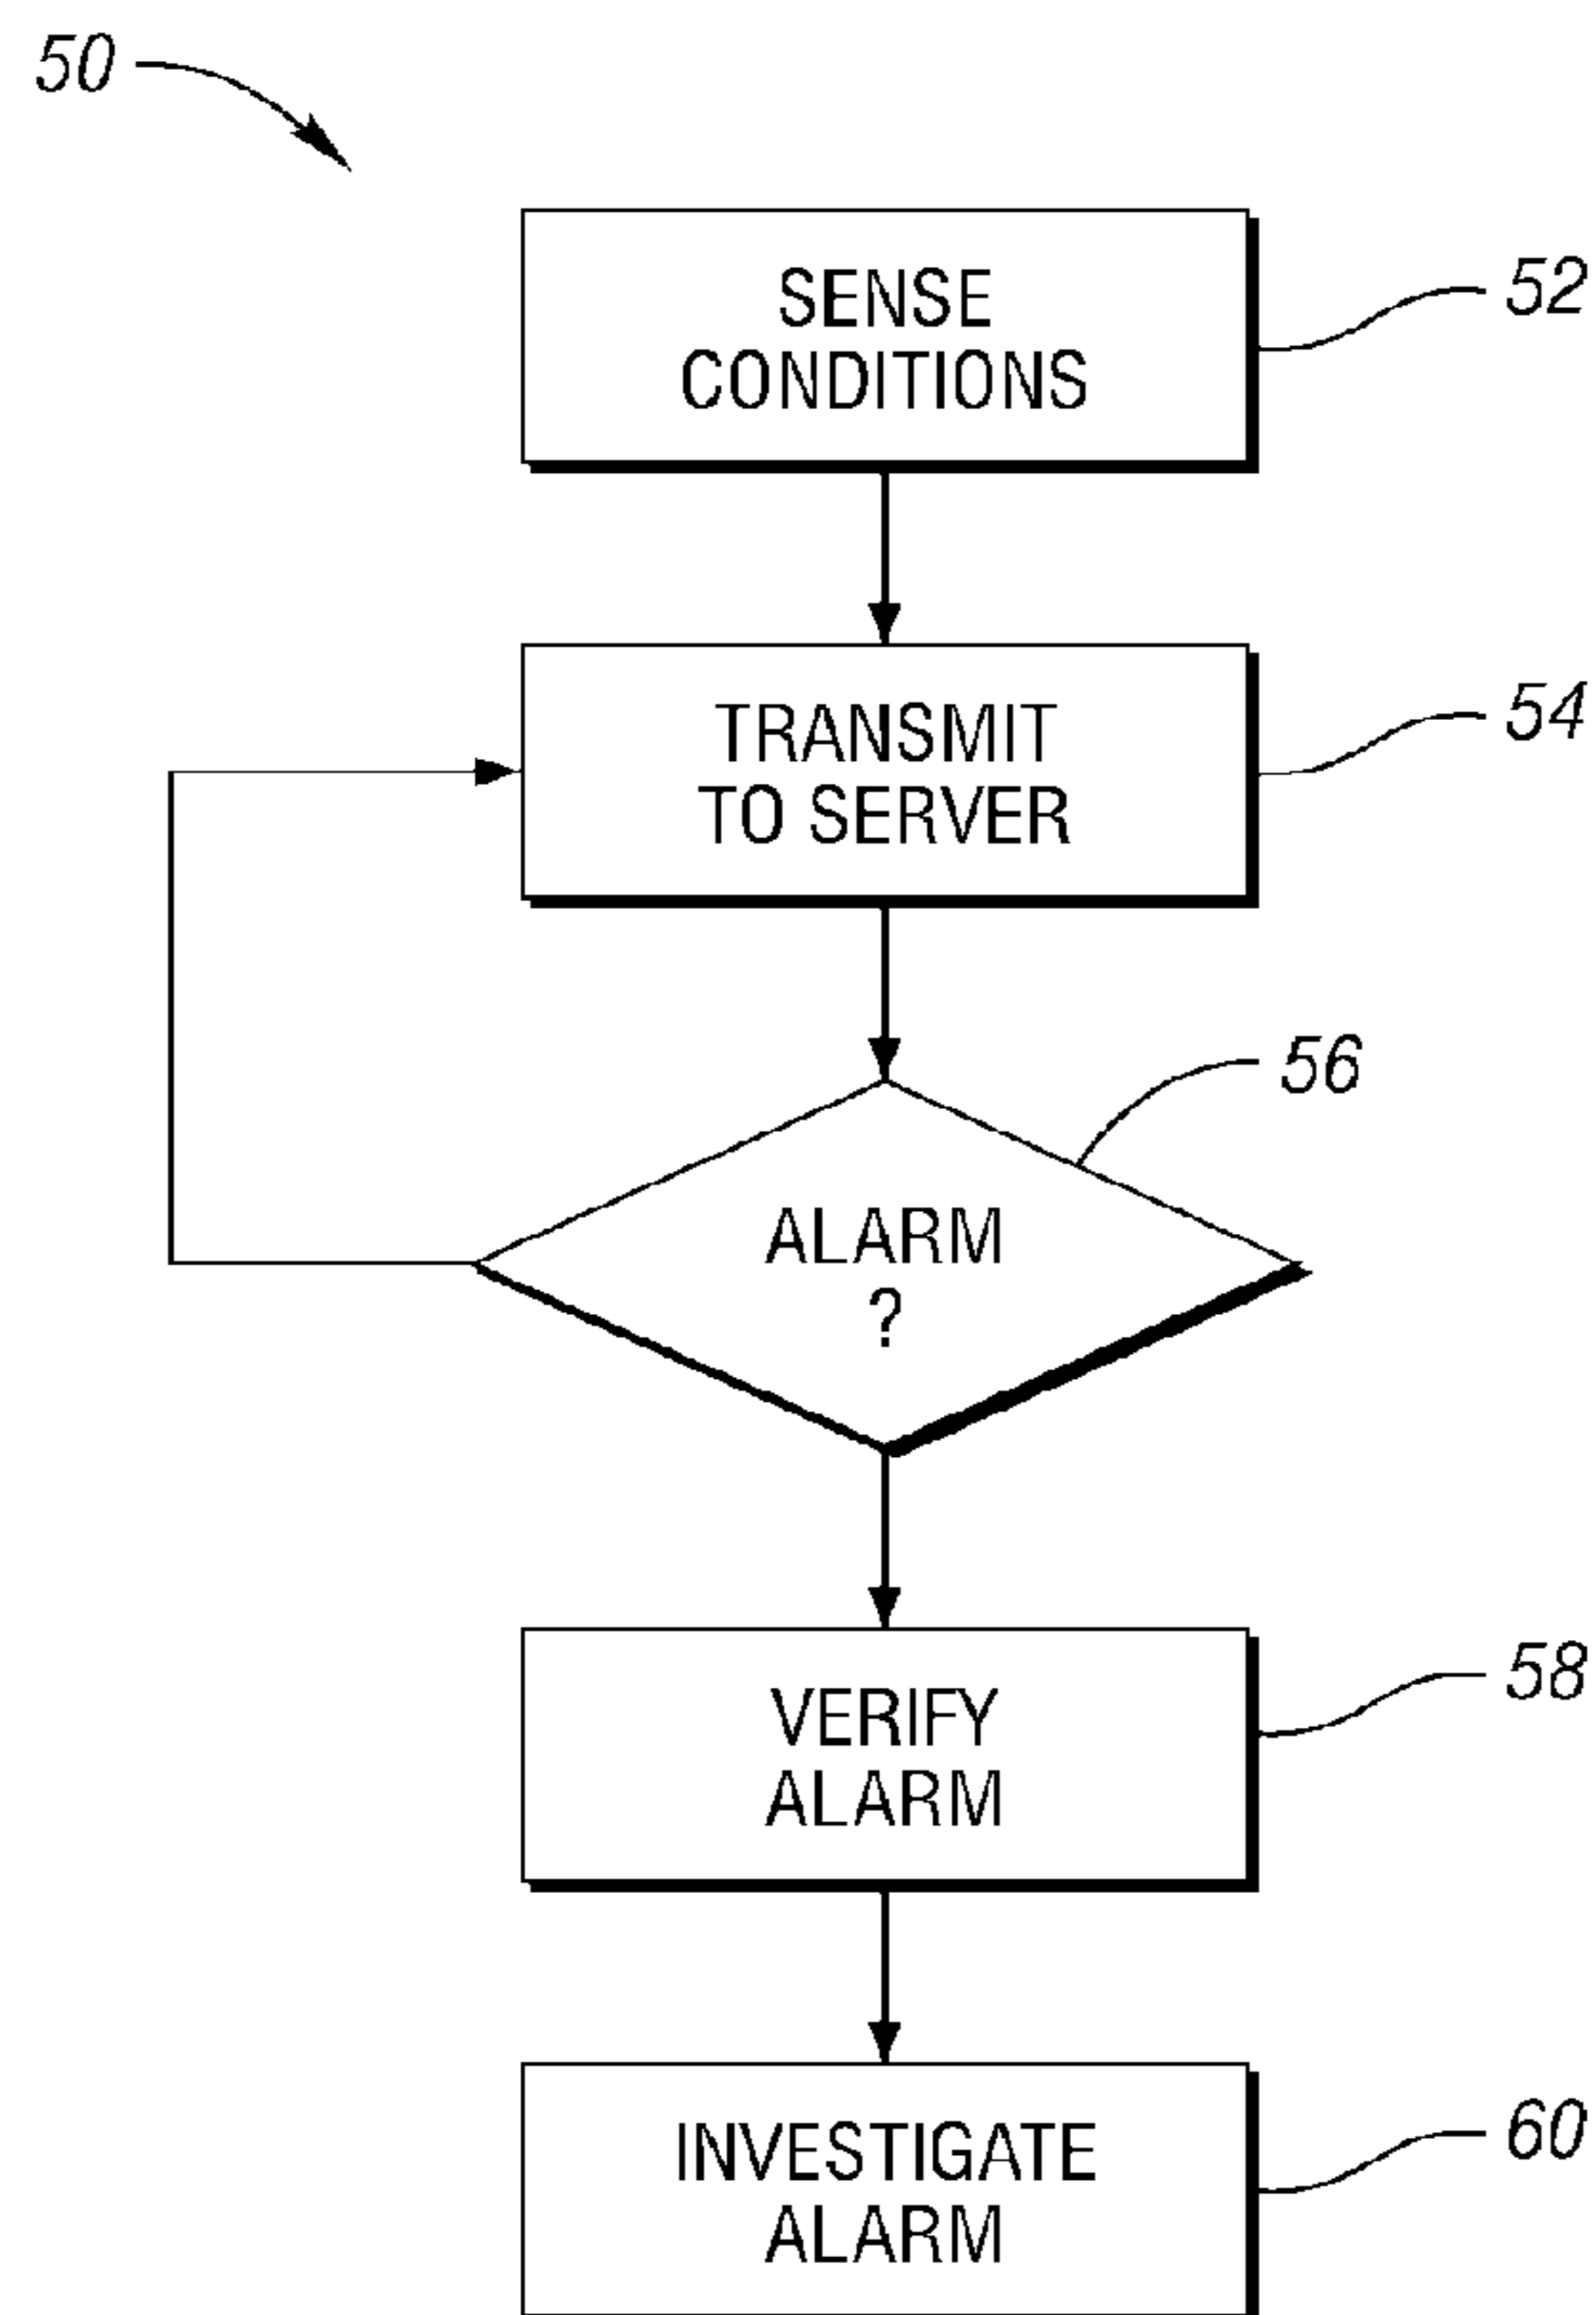 50
SENSE
CONDITIONS
52
TRANSMIT
TO SERVER
54
56
ALARM
?
VERIFY
ALARM
58
INVESTIGATE
ALARM
60